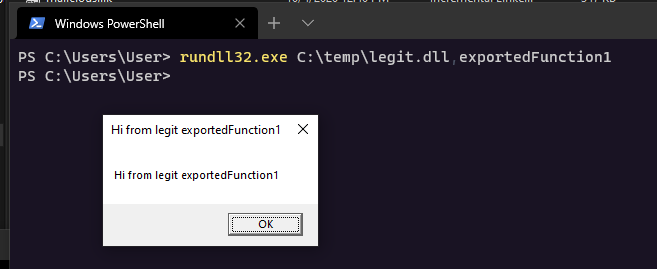 Windows PowerShell
PS C:\Users\User> rundll32.exe C:\temp\legit.dll,exportedFunction1
PS C:\Users\User>
Hi from legit exportedFunction1
Hi from legit exportedFunction1
OK